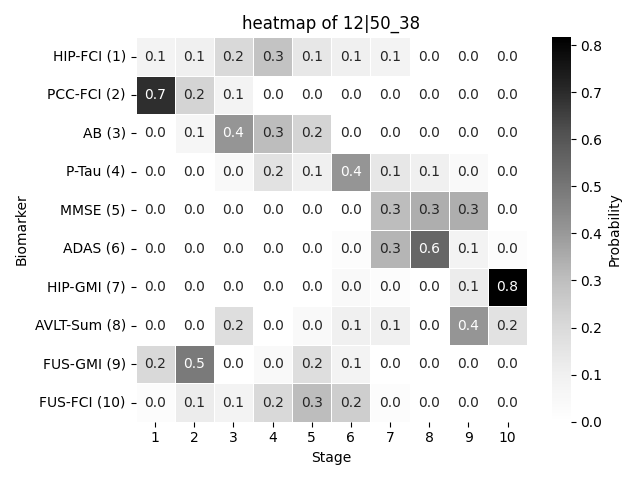 heatmap of 12|50_38
HIP-FCI (1) 0.1 0.1 0.2 0.3 0.1 0.1 0.1 0.0 0.0 0.0
PCC-FCI (2) 0.7 0.2 0.1 0.0 0.0 0.0 0.0 0.0 0.0 0.0
AB (3) 0.0 0.1 0.4 0.3 0.2 0.0 0.0 0.0 0.0 0.0
P-Tau (4) 0.0 0.0 0.0 0.2 0.1 0.4 0.1 0.1 0.0 0.0
MMSE (5) 0.0 0.0 0.0 0.0 0.0 0.0 0.3 0.3 0.3 0.0
ADAS (6) 0.0 0.0 0.0 0.0 0.0 0.0 0.3 0.6 0.1 0.0
HIP-GMI (7) 0.0 0.0 0.0 0.0 0.0 0.0 0.0 0.0 0.1 0.8
AVLT-Sum (8) 0.0 0.0 0.2 0.0 0.0 0.1 0.1 0.0 0.4 0.2
FUS-GMI (9) 0.2 0.5 0.0 0.0 0.2 0.1 0.0 0.0 0.0 0.0
FUS-FCI (10) 0.0 0.1 0.1 0.2 0.3 0.2 0.0 0.0 0.0 0.0
1 2 3 4 5 6 7 8 9 10
Stage
Biomarker
0.8
0.7
0.6
0.5
0.4
0.3
0.2
0.1
0.0
Probability